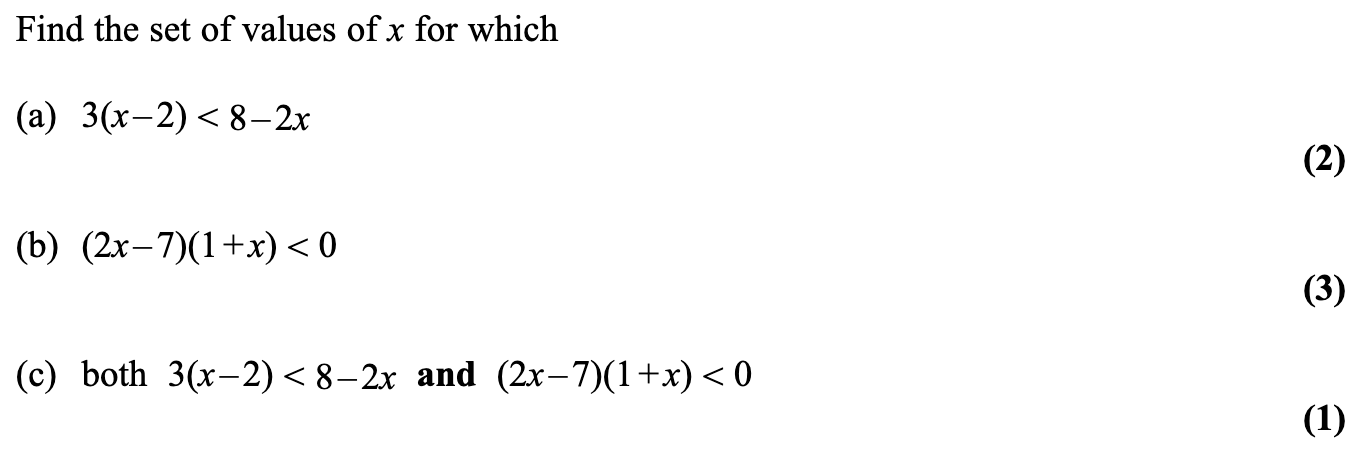 Find the set of values of x for which
(a) 3(x−2) < 8−2x
(2)
(b) (2x−7)(1+x) < 0
(3)
(c) both 3(x−2) < 8−2x and (2x−7)(1+x) < 0
(1)